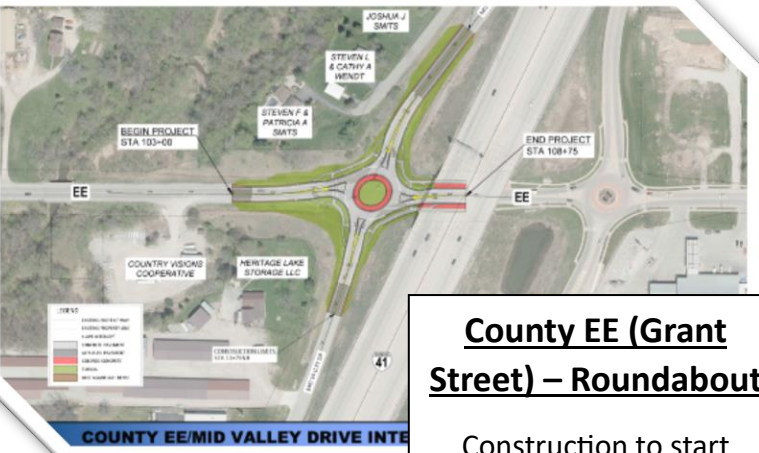 JOSHUA J
SMITS
STEVEN L
& CATHY A
WENDT
STEVEN F &
PATRICIA A
SMITS
BEGIN PROJECT
STA 103+00
END PROJECT
STA 108+75
EE
EE
COUNTRY VISIONS
COOPERATIVE
HERITAGE LAKE
STORAGE LLC
LEGEND
41
County EE (Grant
Street) – Roundabout
COUNTY EE/MID VALLEY DRIVE INTE
Construction to start